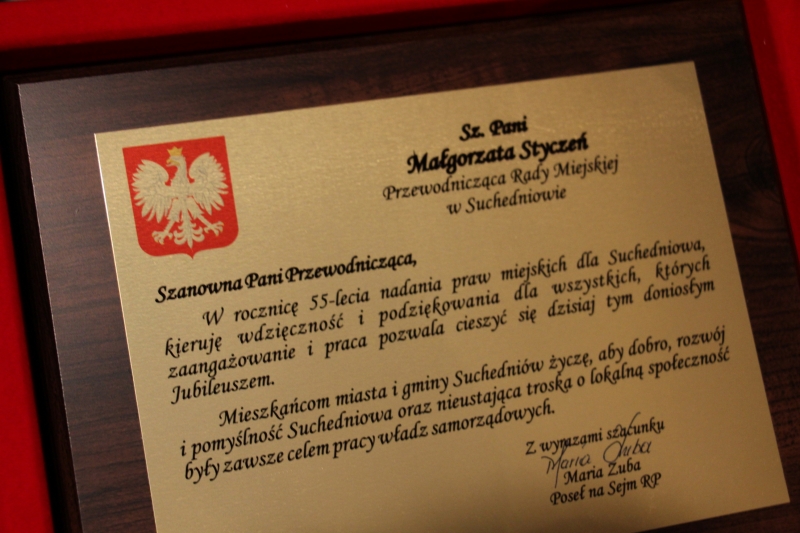 Sz. Pani
Małgorzata Styczeń
Przewodnicząca Rady Miejskiej
w Suchedniowie
Szanowna Pani Przewodnicząca,
W rocznicę 55-lecia nadania praw miejskich dla Suchedniowa,
kieruję wdzięczność i podziękowania dla wszystkich, których
zaangażowanie i praca pozwala cieszyć się dzisiaj tym doniosłym
Jubileuszem.
Mieszkańcom miasta i gminy Suchedniów życzę, aby dobro, rozwój
i pomyślność Suchedniowa oraz nieustająca troska o lokalną społeczność
były zawsze celem pracy władz samorządowych.
Z wyrazami szacunku
Maria Zuba
Maria Zuba
Poseł na Sejm RP